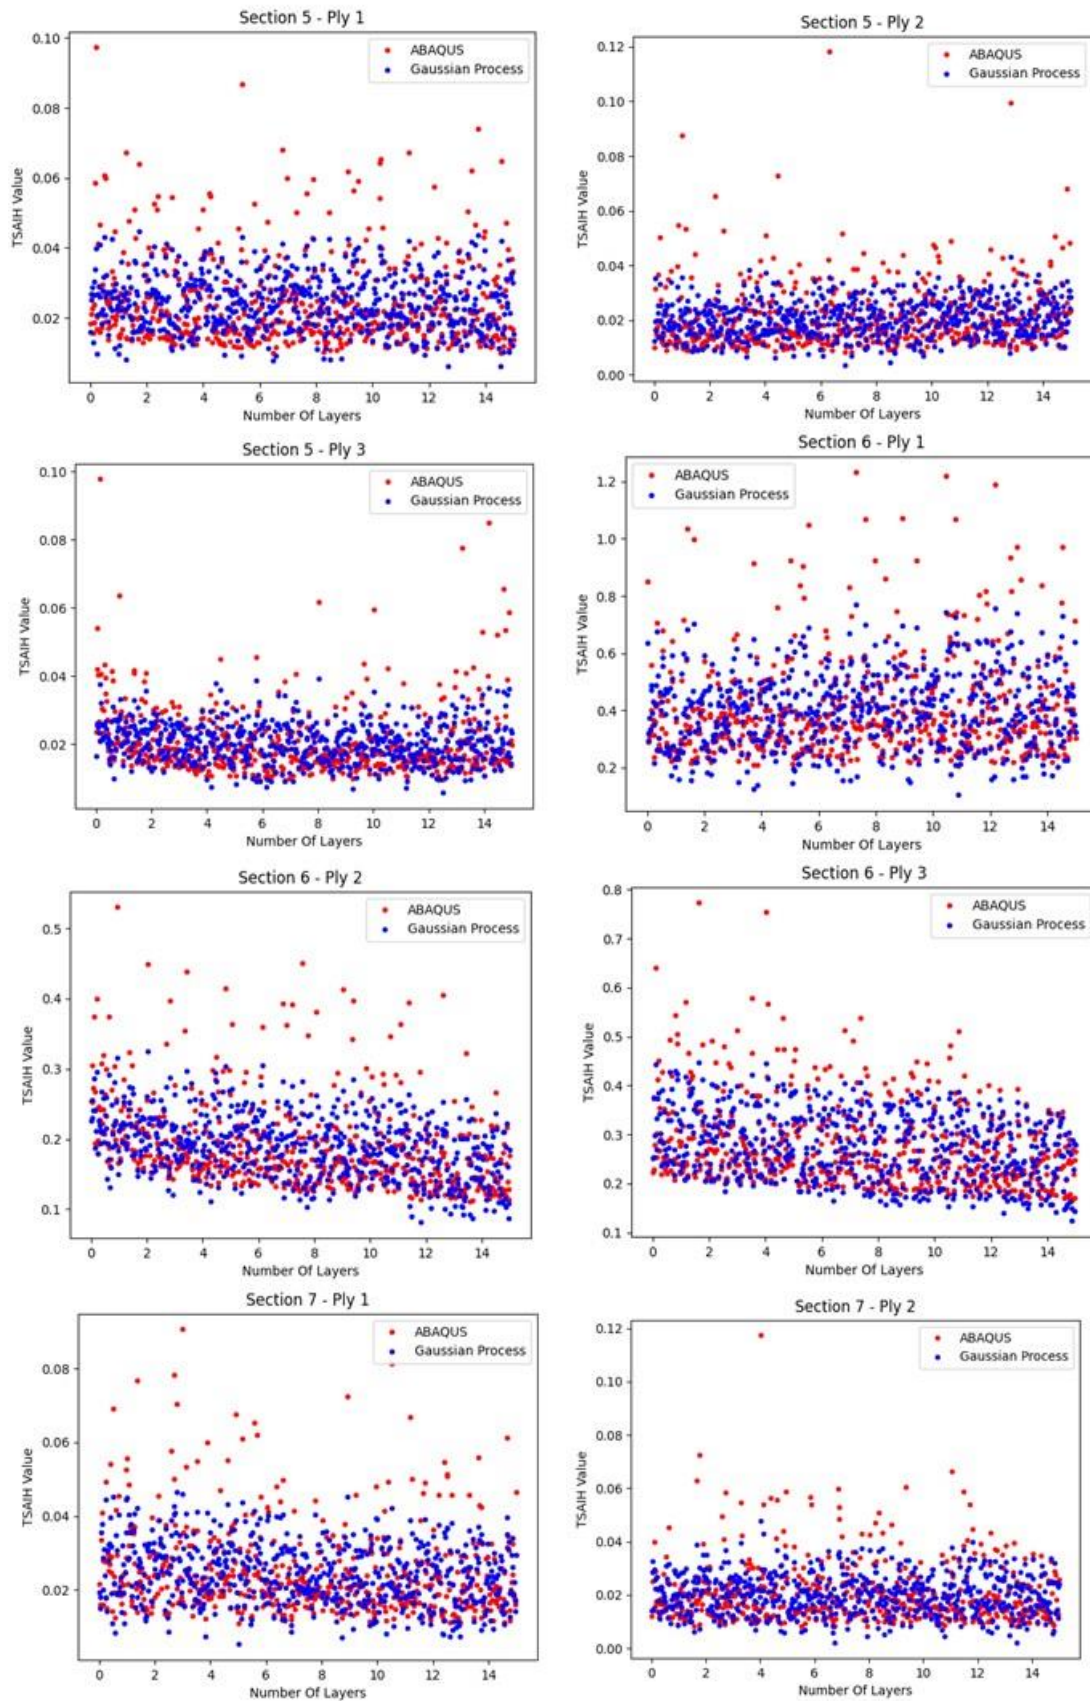 Section 5 - Ply 1
0.10
0.08
0.06
0.04
0.02
TSAIH Value
ABAQUS
Gaussian Process
0 2 4 6 8 10 12 14
Number Of Layers
Section 5 - Ply 2
0.12
0.10
0.08
0.06
0.04
0.02
0.00
TSAIH Value
ABAQUS
Gaussian Process
0 2 4 6 8 10 12 14
Number Of Layers
Section 5 - Ply 3
0.10
0.08
0.06
0.04
0.02
TSAIH Value
ABAQUS
Gaussian Process
0 2 4 6 8 10 12 14
Number Of Layers
Section 6 - Ply 1
1.2
1.0
0.8
0.6
0.4
0.2
TSAIH Value
ABAQUS
Gaussian Process
0 2 4 6 8 10 12 14
Number Of Layers
Section 6 - Ply 2
0.5
0.4
0.3
0.2
0.1
TSAIH Value
ABAQUS
Gaussian Process
0 2 4 6 8 10 12 14
Number Of Layers
Section 6 - Ply 3
0.8
0.7
0.6
0.5
0.4
0.3
0.2
0.1
TSAIH Value
ABAQUS
Gaussian Process
0 2 4 6 8 10 12 14
Number Of Layers
Section 7 - Ply 1
0.08
0.06
0.04
0.02
TSAIH Value
ABAQUS
Gaussian Process
0 2 4 6 8 10 12 14
Number Of Layers
Section 7 - Ply 2
0.12
0.10
0.08
0.06
0.04
0.02
0.00
TSAIH Value
ABAQUS
Gaussian Process
0 2 4 6 8 10 12 14
Number Of Layers